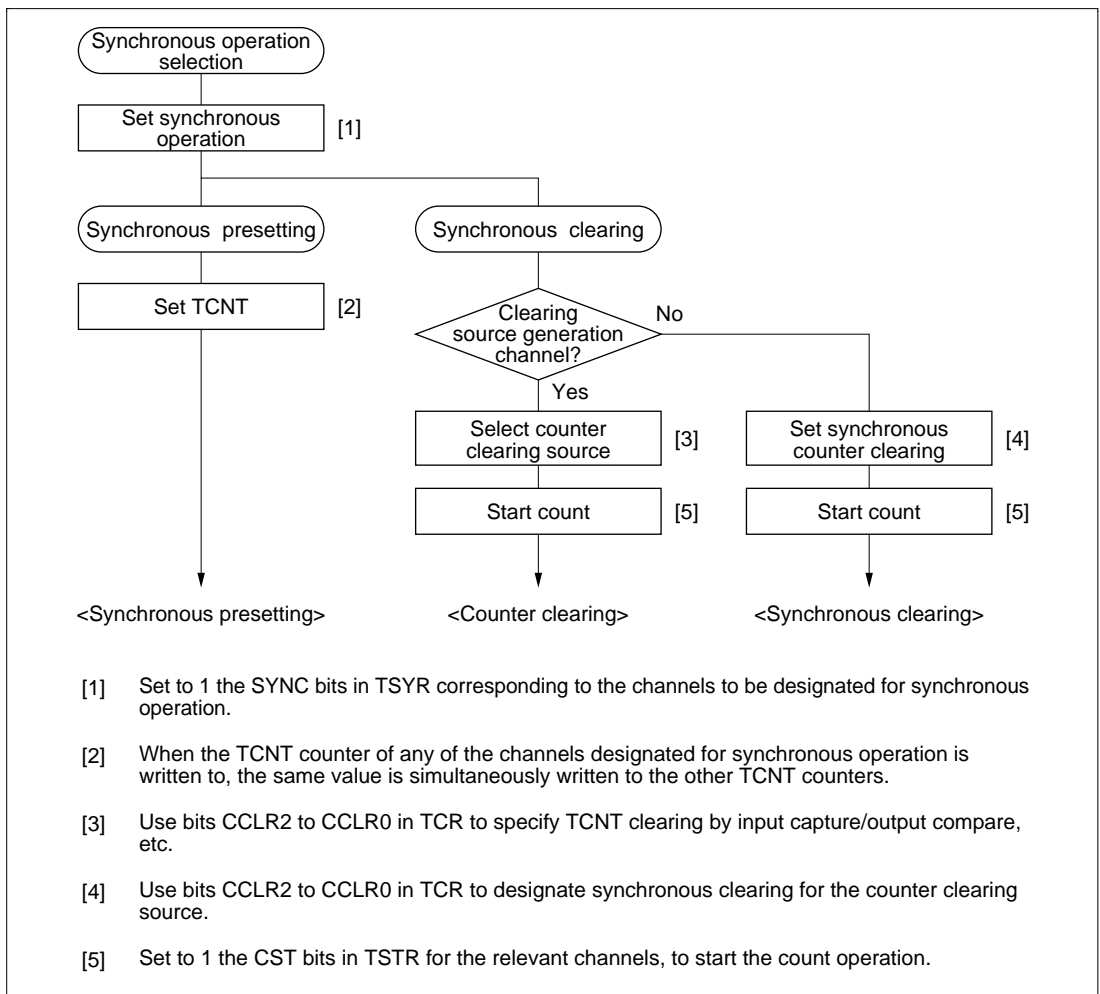 Synchronous operation
selection
Set synchronous
operation
[1]
Synchronous presetting
Synchronous clearing
Set TCNT
[2]
Clearing
source generation
channel?
No
Yes
Select counter
clearing source
[3]
Set synchronous
counter clearing
[4]
Start count
[5]
Start count
[5]
<Synchronous presetting>
<Counter clearing>
<Synchronous clearing>
[1] Set to 1 the SYNC bits in TSYR corresponding to the channels to be designated for synchronous
operation.
[2] When the TCNT counter of any of the channels designated for synchronous operation is
written to, the same value is simultaneously written to the other TCNT counters.
[3] Use bits CCLR2 to CCLR0 in TCR to specify TCNT clearing by input capture/output compare,
etc.
[4] Use bits CCLR2 to CCLR0 in TCR to designate synchronous clearing for the counter clearing
source.
[5] Set to 1 the CST bits in TSTR for the relevant channels, to start the count operation.